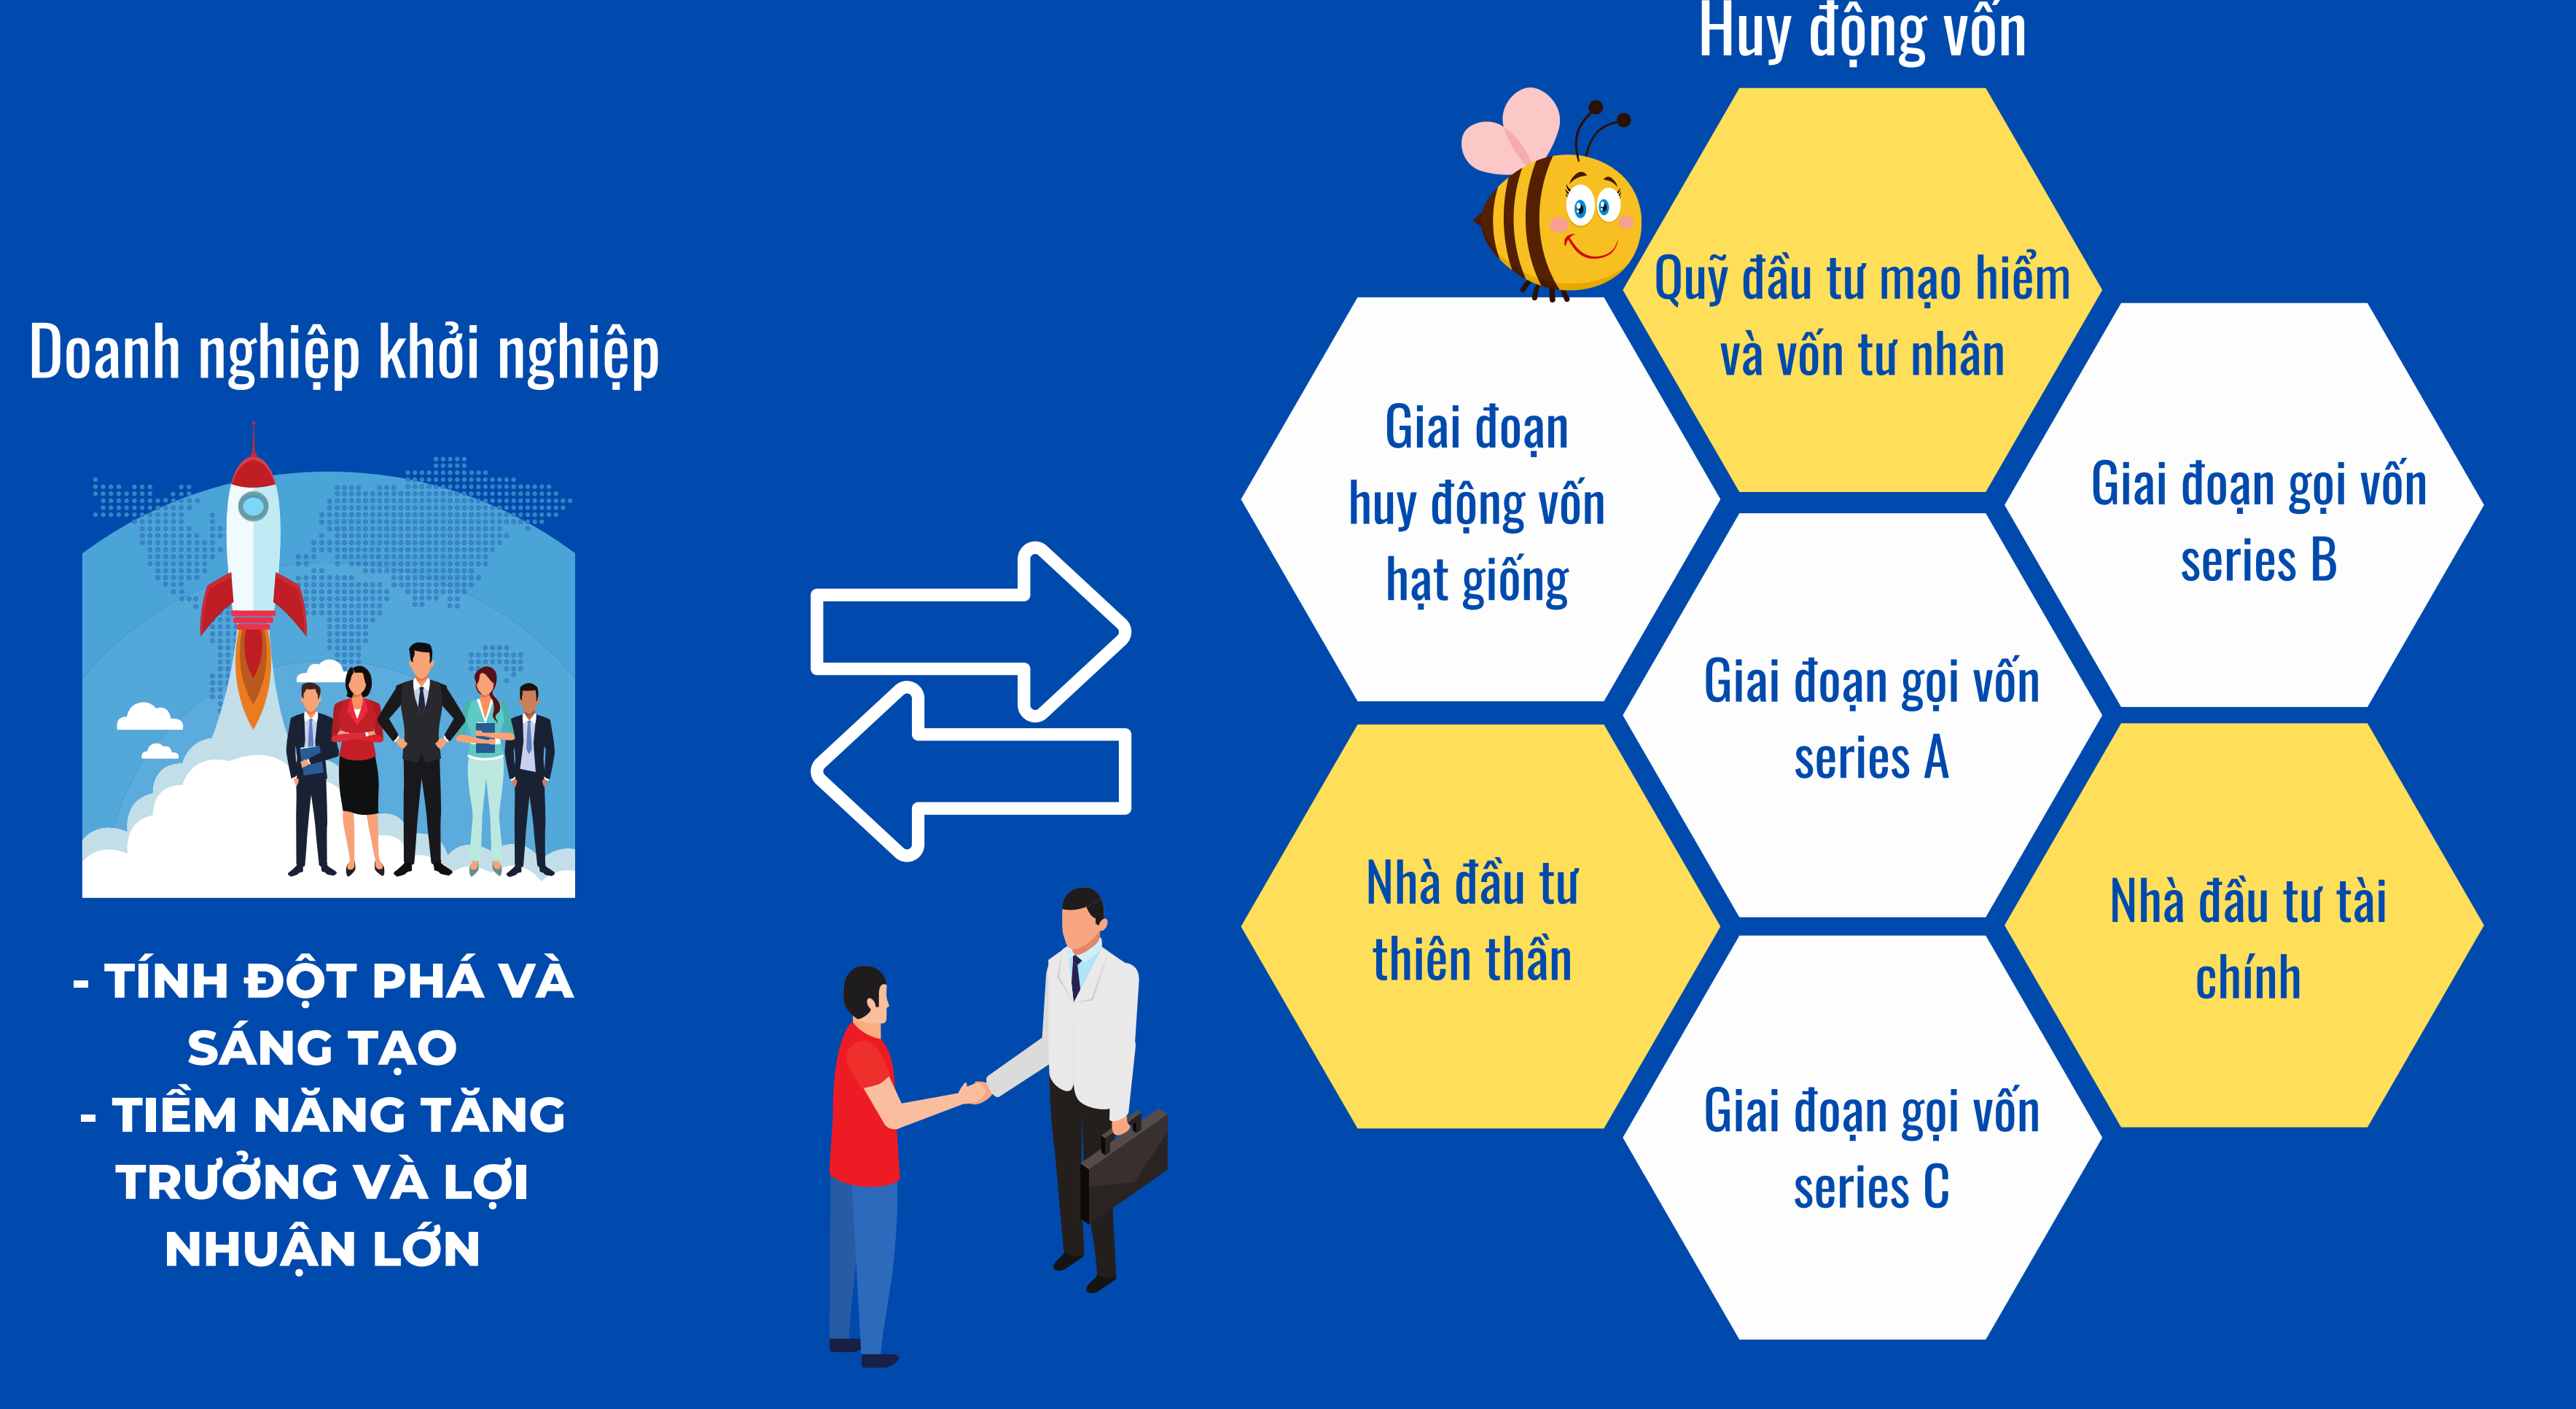 Huy động vốn
Doanh nghiệp khởi nghiệp
- TÍNH ĐỘT PHÁ VÀ
SÁNG TẠO
- TIỀM NĂNG TĂNG
TRƯỞNG VÀ LỢI
NHUẬN LỚN
Quỹ đầu tư mạo hiểm
và vốn tư nhân
Giai đoạn
huy động vốn
hạt giống
Giai đoạn gọi vốn
series B
Giai đoạn gọi vốn
series A
Nhà đầu tư
thiên thần
Nhà đầu tư tài
chính
Giai đoạn gọi vốn
series C